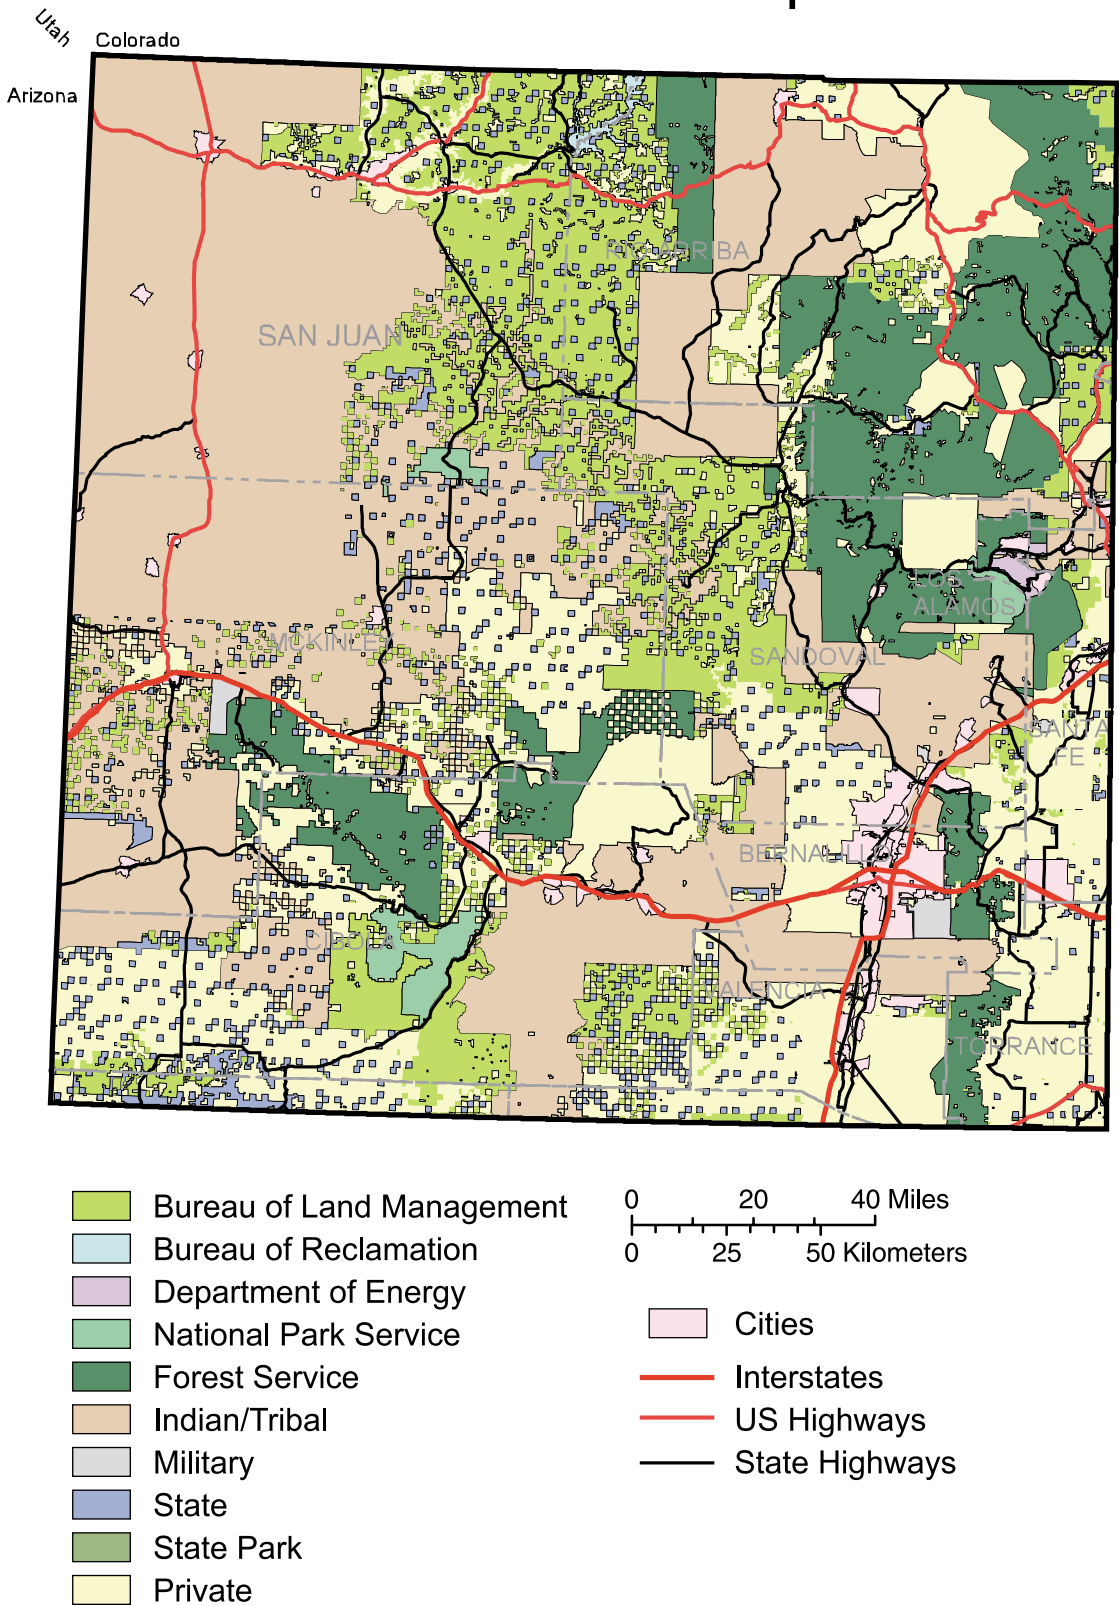 Utah
Colorado
Arizona
RIO ARRIBA
SAN JUAN
LOS
ALAMOS
MCKINLEY
SANDOVAL
SANTA
FE
BERNALILLO
CIBOLA
VALENCIA
TORRANCE
Bureau of Land Management
Bureau of Reclamation
Department of Energy
National Park Service
Forest Service
Indian/Tribal
Military
State
State Park
Private
0 20 40 Miles
0 25 50 Kilometers
Cities
Interstates
US Highways
State Highways